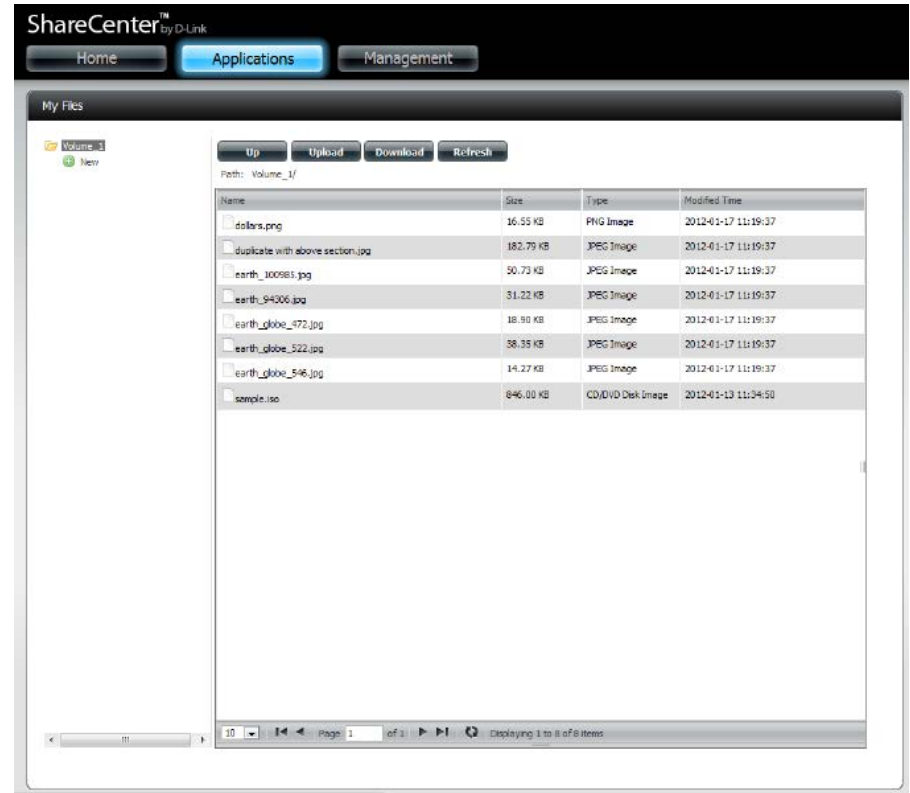 ShareCenter™ by D-Link
Home Applications Management
My Files
Volume_1
New
Up Upload Download Refresh
Path: Volume_1/
Name Size Type Modified Time
dollars.png 16.55 KB PNG Image 2012-01-17 11:19:37
duplicate with above section.jpg 182.79 KB JPEG Image 2012-01-17 11:19:37
earth_100985.jpg 50.73 KB JPEG Image 2012-01-17 11:19:37
earth_94306.jpg 31.22 KB JPEG Image 2012-01-17 11:19:37
earth_globe_472.jpg 18.90 KB JPEG Image 2012-01-17 11:19:37
earth_globe_522.jpg 38.35 KB JPEG Image 2012-01-17 11:19:37
earth_globe_546.jpg 14.27 KB JPEG Image 2012-01-17 11:19:37
sample.iso 846.00 KB CD/DVD Disk Image 2012-01-13 11:34:50
10 Page 1 of 1 Displaying 1 to 8 of 8 items